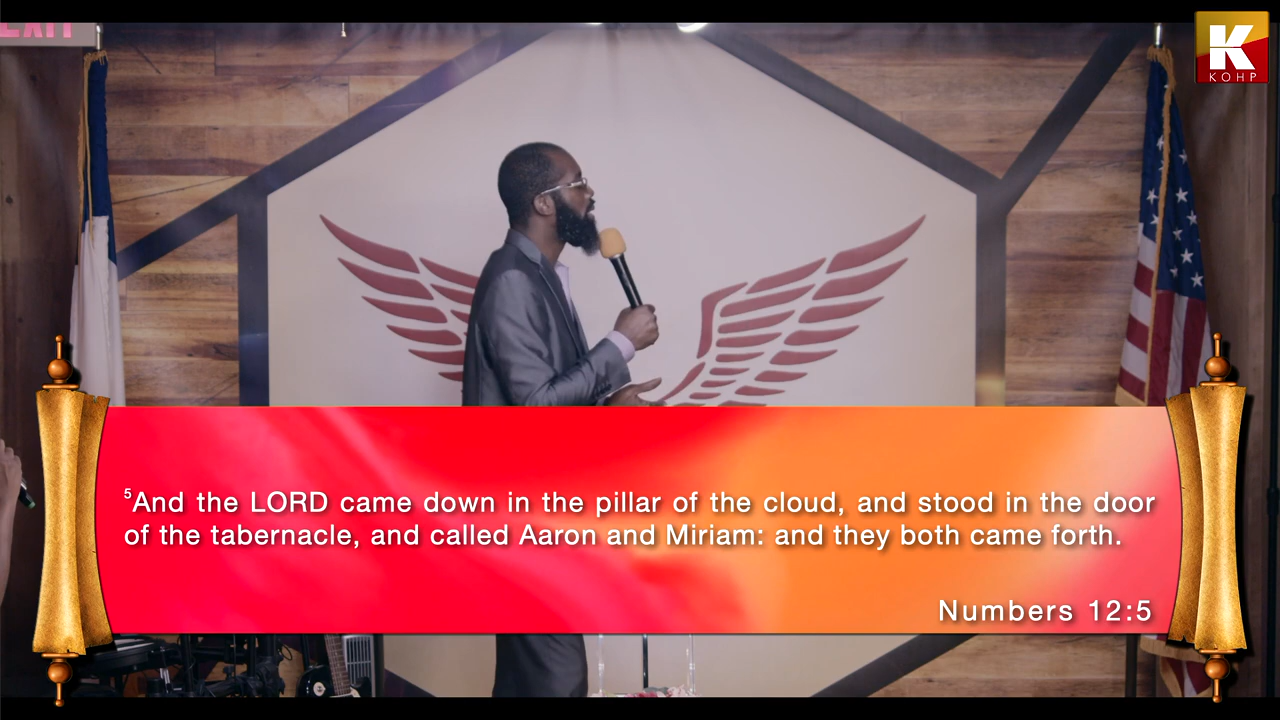 EXIT
K
KOHP
⁵And the LORD came down in the pillar of the cloud, and stood in the door
of the tabernacle, and called Aaron and Miriam: and they both came forth.
Numbers 12:5